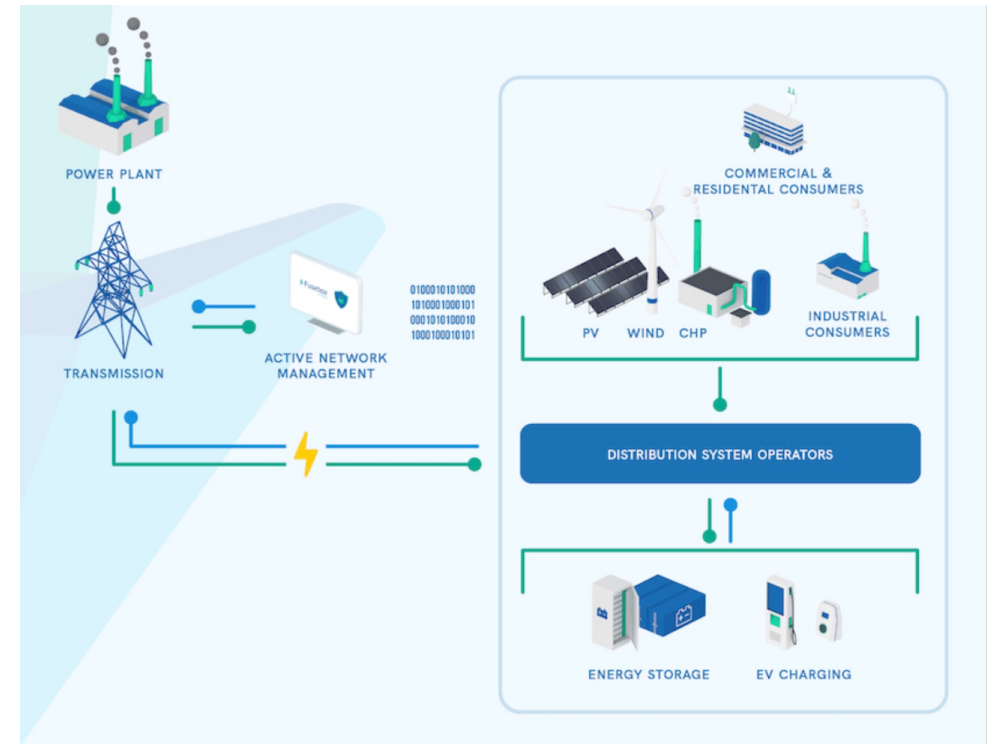 POWER PLANT
COMMERCIAL &
RESIDENTAL CONSUMERS
TRANSMISSION
Fusebox
ACTIVE NETWORK
MANAGEMENT
0100010101000
1010001000101
0001010100010
1000100010101
PV
WIND
CHP
INDUSTRIAL
CONSUMERS
DISTRIBUTION SYSTEM OPERATORS
ENERGY STORAGE
EV CHARGING